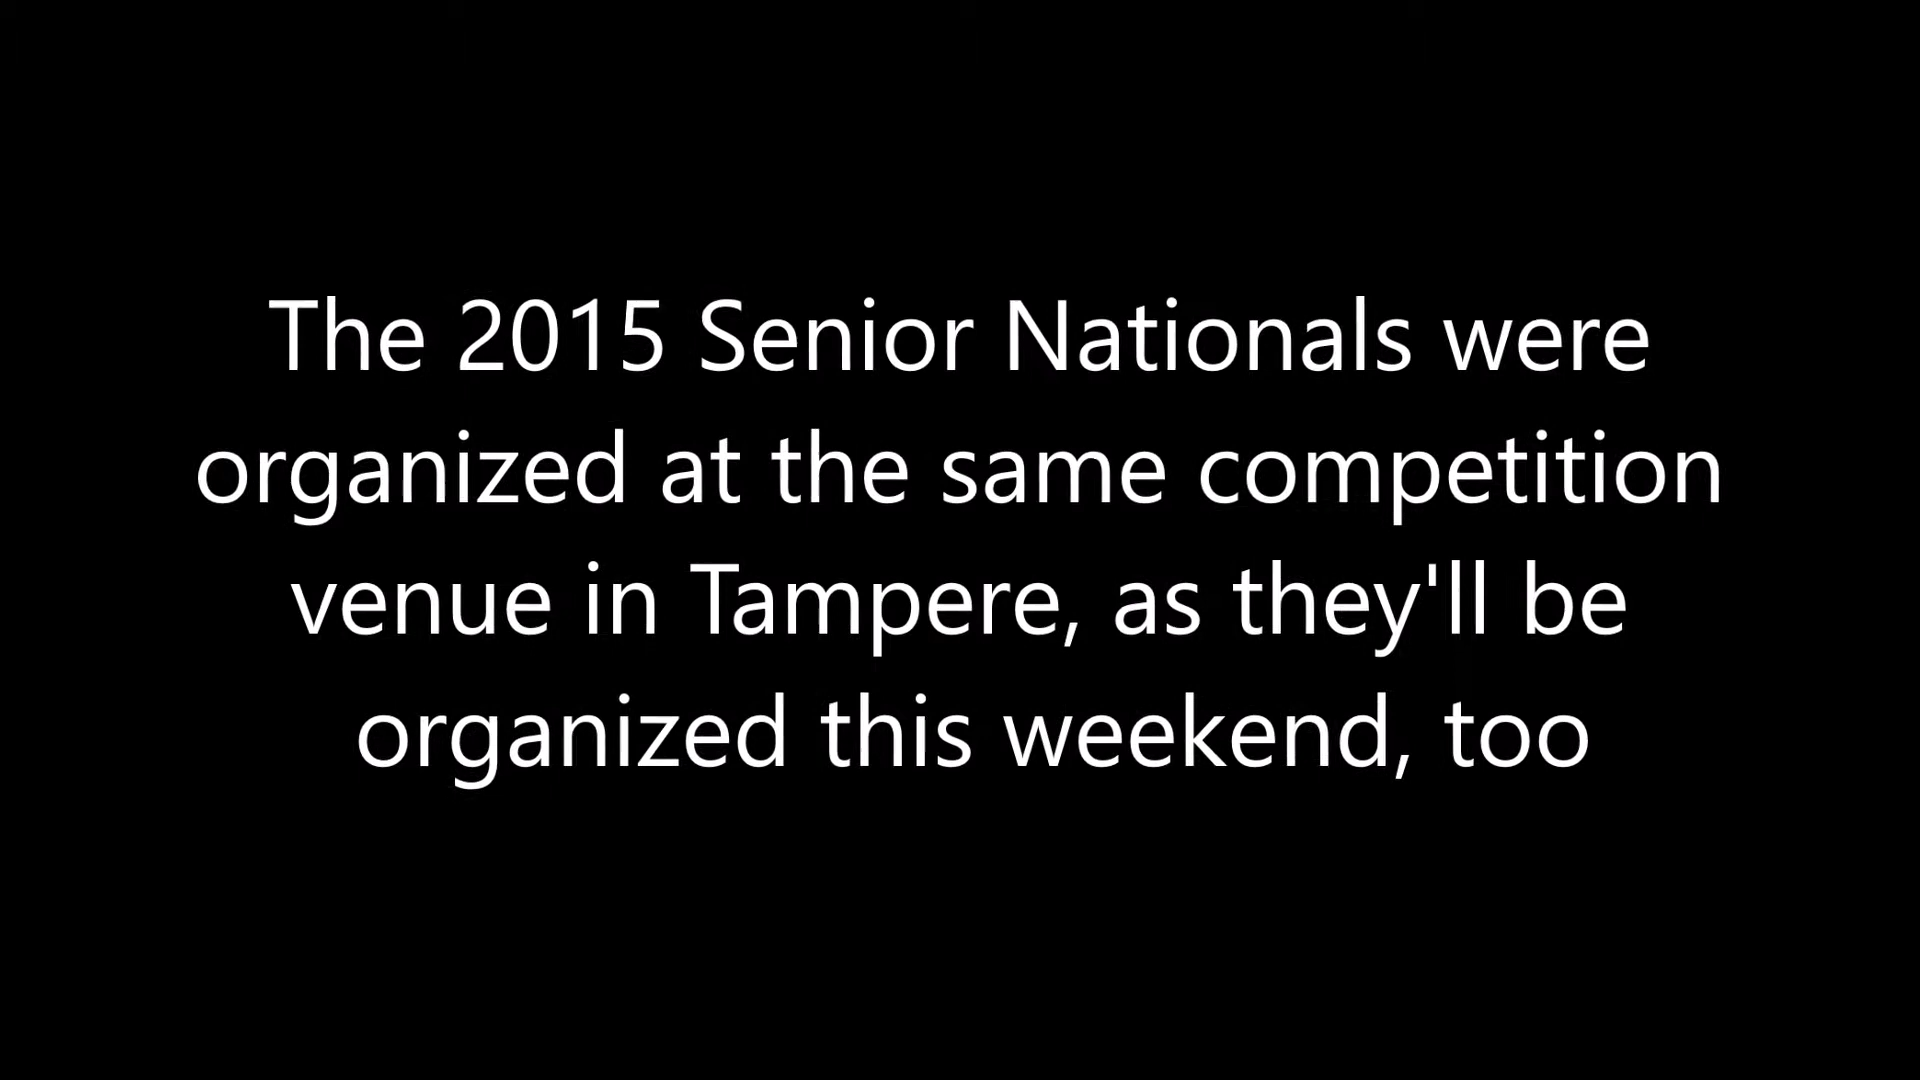 The 2015 Senior Nationals were
organized at the same competition
venue in Tampere, as they'll be
organized this weekend, too